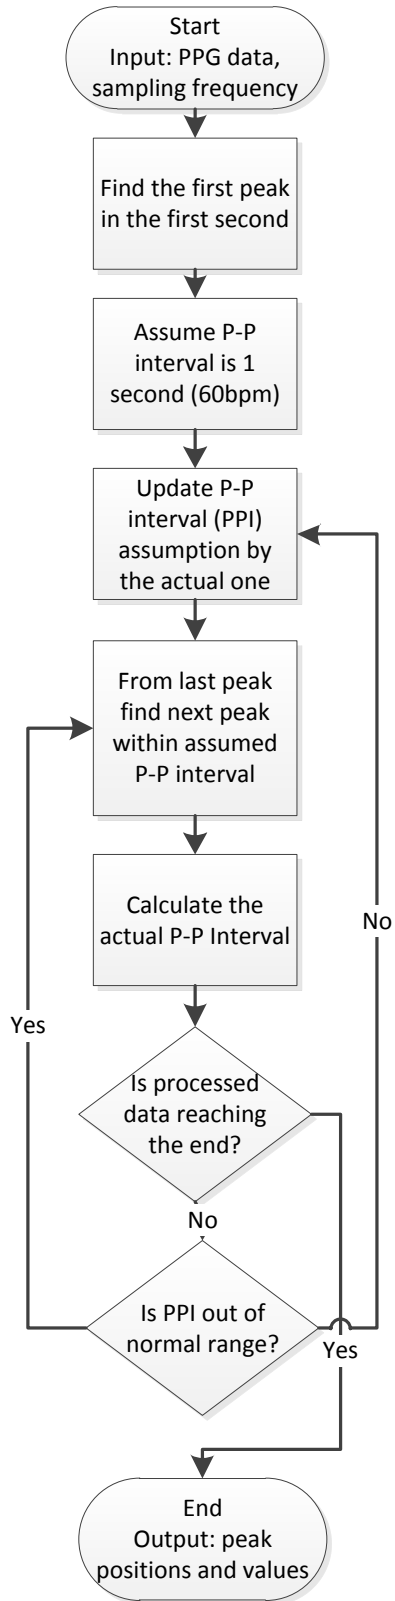 Start
Input: PPG data,
sampling frequency
Find the first peak
in the first second
Assume P-P
interval is 1
second (60bpm)
Update P-P
interval (PPI)
assumption by
the actual one
From last peak
find next peak
within assumed
P-P interval
Calculate the
actual P-P Interval
No
Yes
Is processed
data reaching
the end?
No
Is PPI out of
normal range?
Yes
End
Output: peak
positions and values